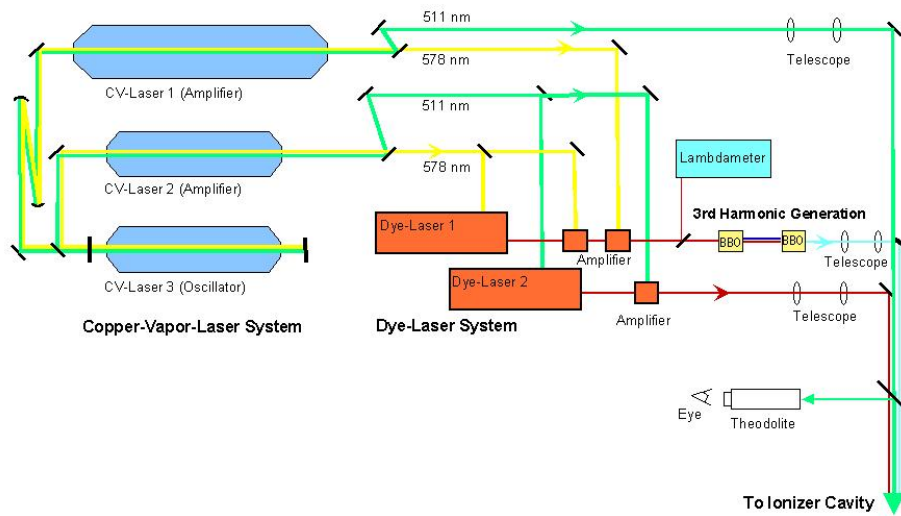 511 nm
Telescope
578 nm
CV-Laser 1 (Amplifier)
511 nm
578 nm
CV-Laser 2 (Amplifier)
Lambdameter
Dye-Laser 1
3rd Harmonic Generation
BBO
BBO
Amplifier
Telescope
CV-Laser 3 (Oscillator)
Dye-Laser 2
Amplifier
Telescope
Copper-Vapor-Laser System
Dye-Laser System
Eye
Theodolite
To Ionizer Cavity